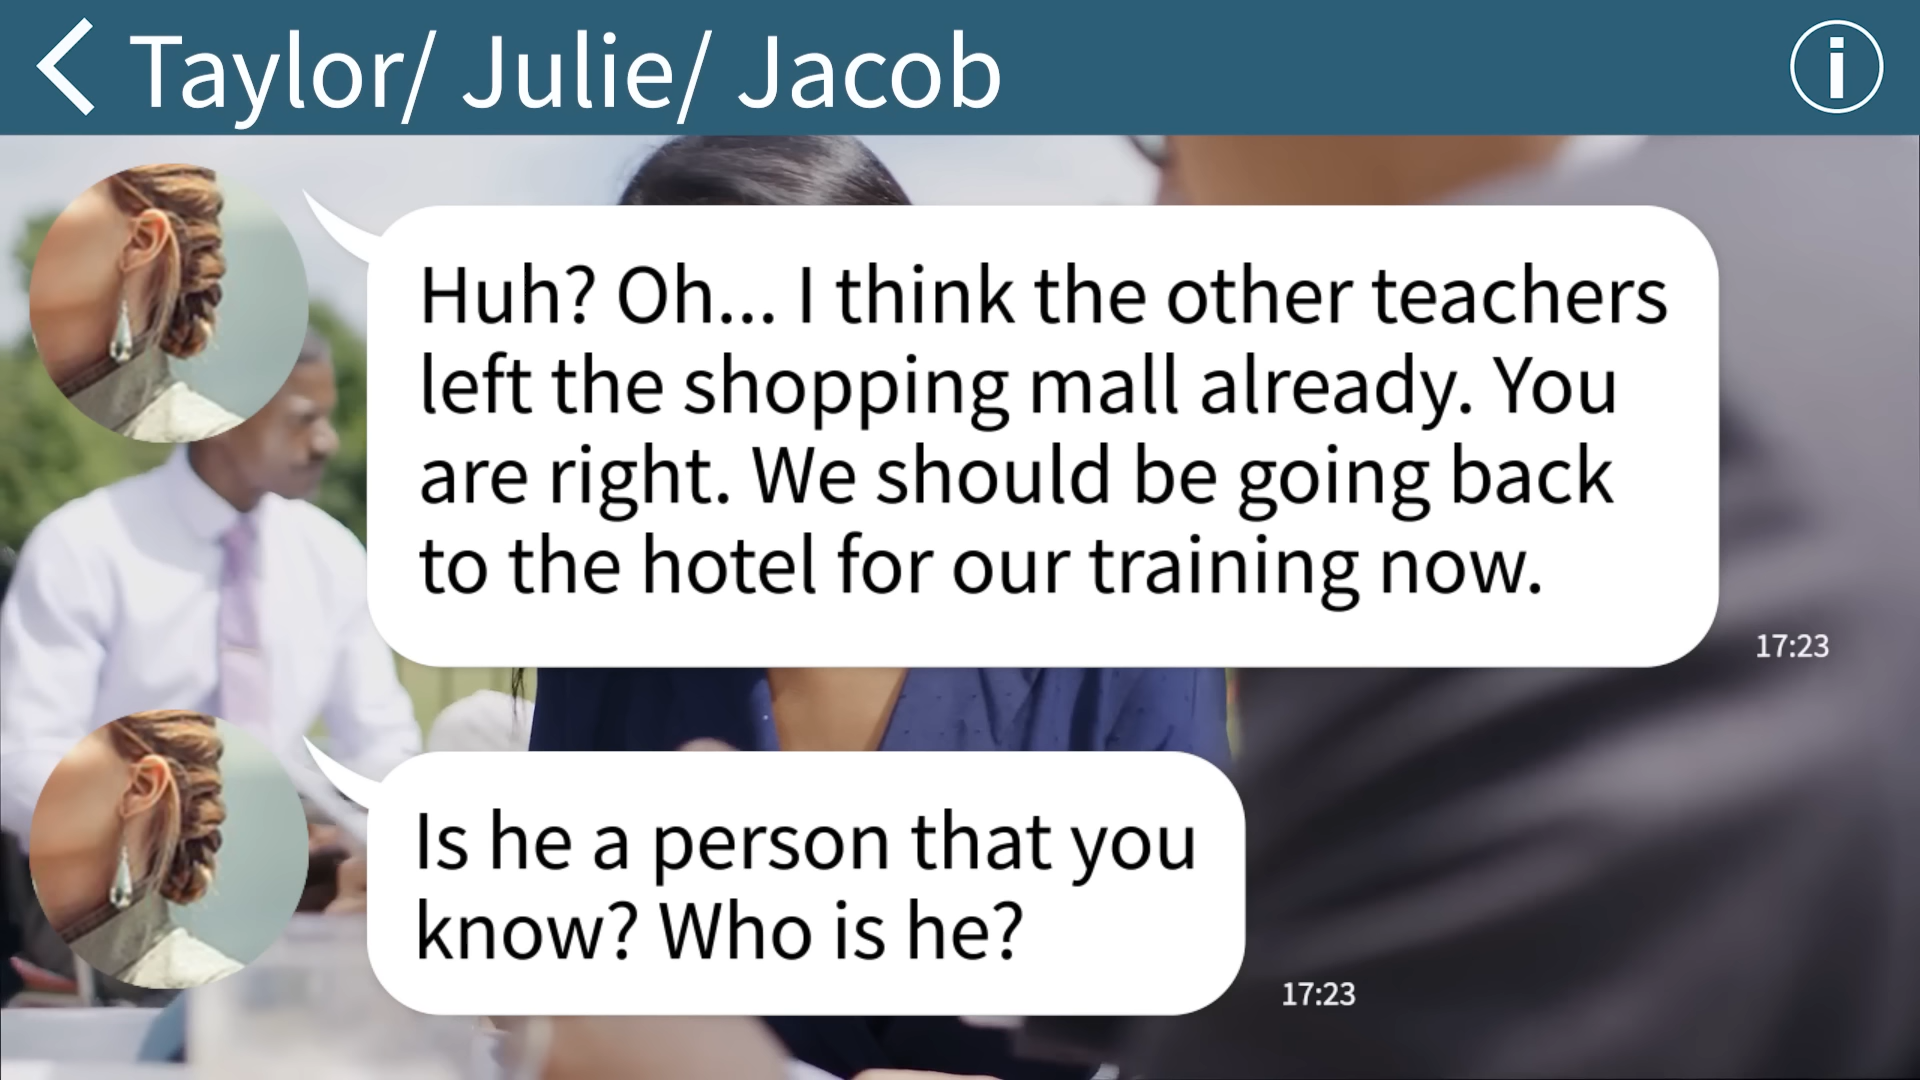 Taylor/ Julie/ Jacob
Huh? Oh... I think the other teachers
left the shopping mall already. You
are right. We should be going back
to the hotel for our training now.
17:23
Is he a person that you
know? Who is he?
17:23